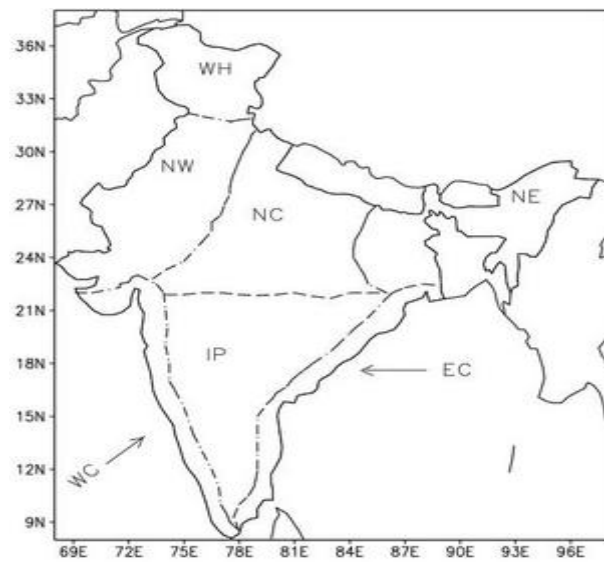 36N
WH
33N
30N
NW
NE
27N
NC
24N
21N
IP
EC
18N
15N
WC
12N
9N
69E 72E 75E 78E 81E 84E 87E 90E 93E 96E